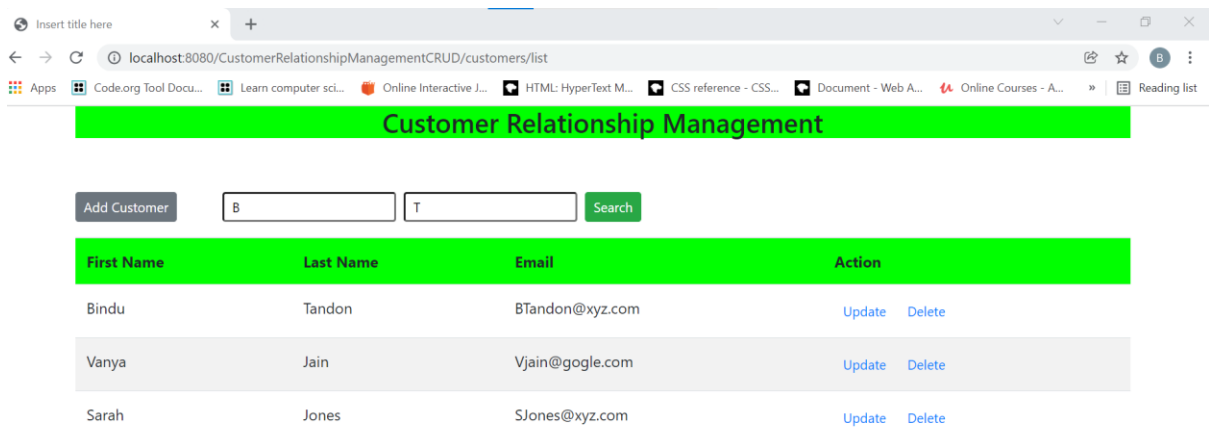 Insert title here
localhost:8080/CustomerRelationshipManagementCRUD/customers/list
B
Apps Code.org Tool Docu... Learn computer sci... Online Interactive J... HTML: HyperText M... CSS reference - CSS... Document - Web A... Online Courses - A... » Reading list
Customer Relationship Management
Add Customer B T Search
First Name Last Name Email Action
Bindu Tandon BTandon@xyz.com Update Delete
Vanya Jain Vjain@gogle.com Update Delete
Sarah Jones SJones@xyz.com Update Delete